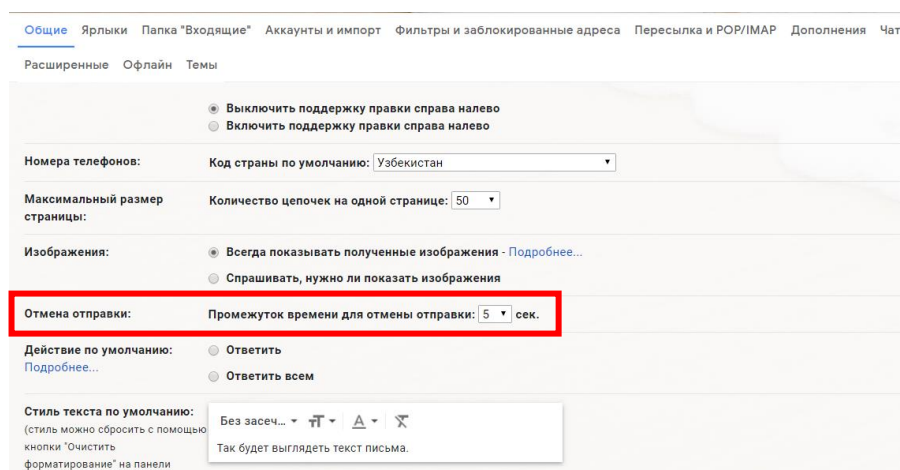 Общие Ярлыки Папка "Входящие" Аккаунты и импорт Фильтры и заблокированные адреса Пересылка и POP/IMAP Дополнения Чат
Расширенные Офлайн Темы
Выключить поддержку правки справа налево
Включить поддержку правки справа налево
Номера телефонов: Код страны по умолчанию: Узбекистан
Максимальный размер
страницы:
Количество цепочек на одной странице: 50
Изображения: Всегда показывать полученные изображения - Подробнее...
Спрашивать, нужно ли показать изображения
Отмена отправки: Промежуток времени для отмены отправки: 5 сек.
Действие по умолчанию: Ответить
Подробнее...
Ответить всем
Стиль текста по умолчанию:
(стиль можно сбросить с помощью
кнопки "Очистить
форматирование" на панели
Без засеч...
Так будет выглядеть текст письма.